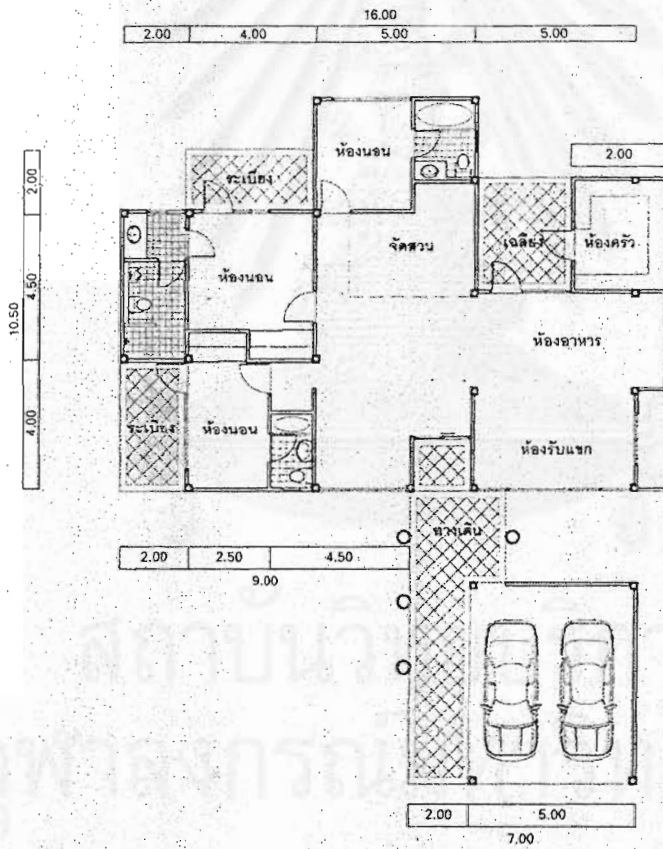 16.00
2.00 4.00 5.00 5.00
ห้องนอน
2.00
ระเบียง
2.00
จัดสวน
เฉลียง
ห้องครัว
ห้องนอน
4.50
10.50
ห้องอาหาร
4.00
ระเบียง
ห้องนอน
ห้องรับแขก
ทางเดิน
2.00 2.50 4.50
9.00
2.00 5.00
7.00